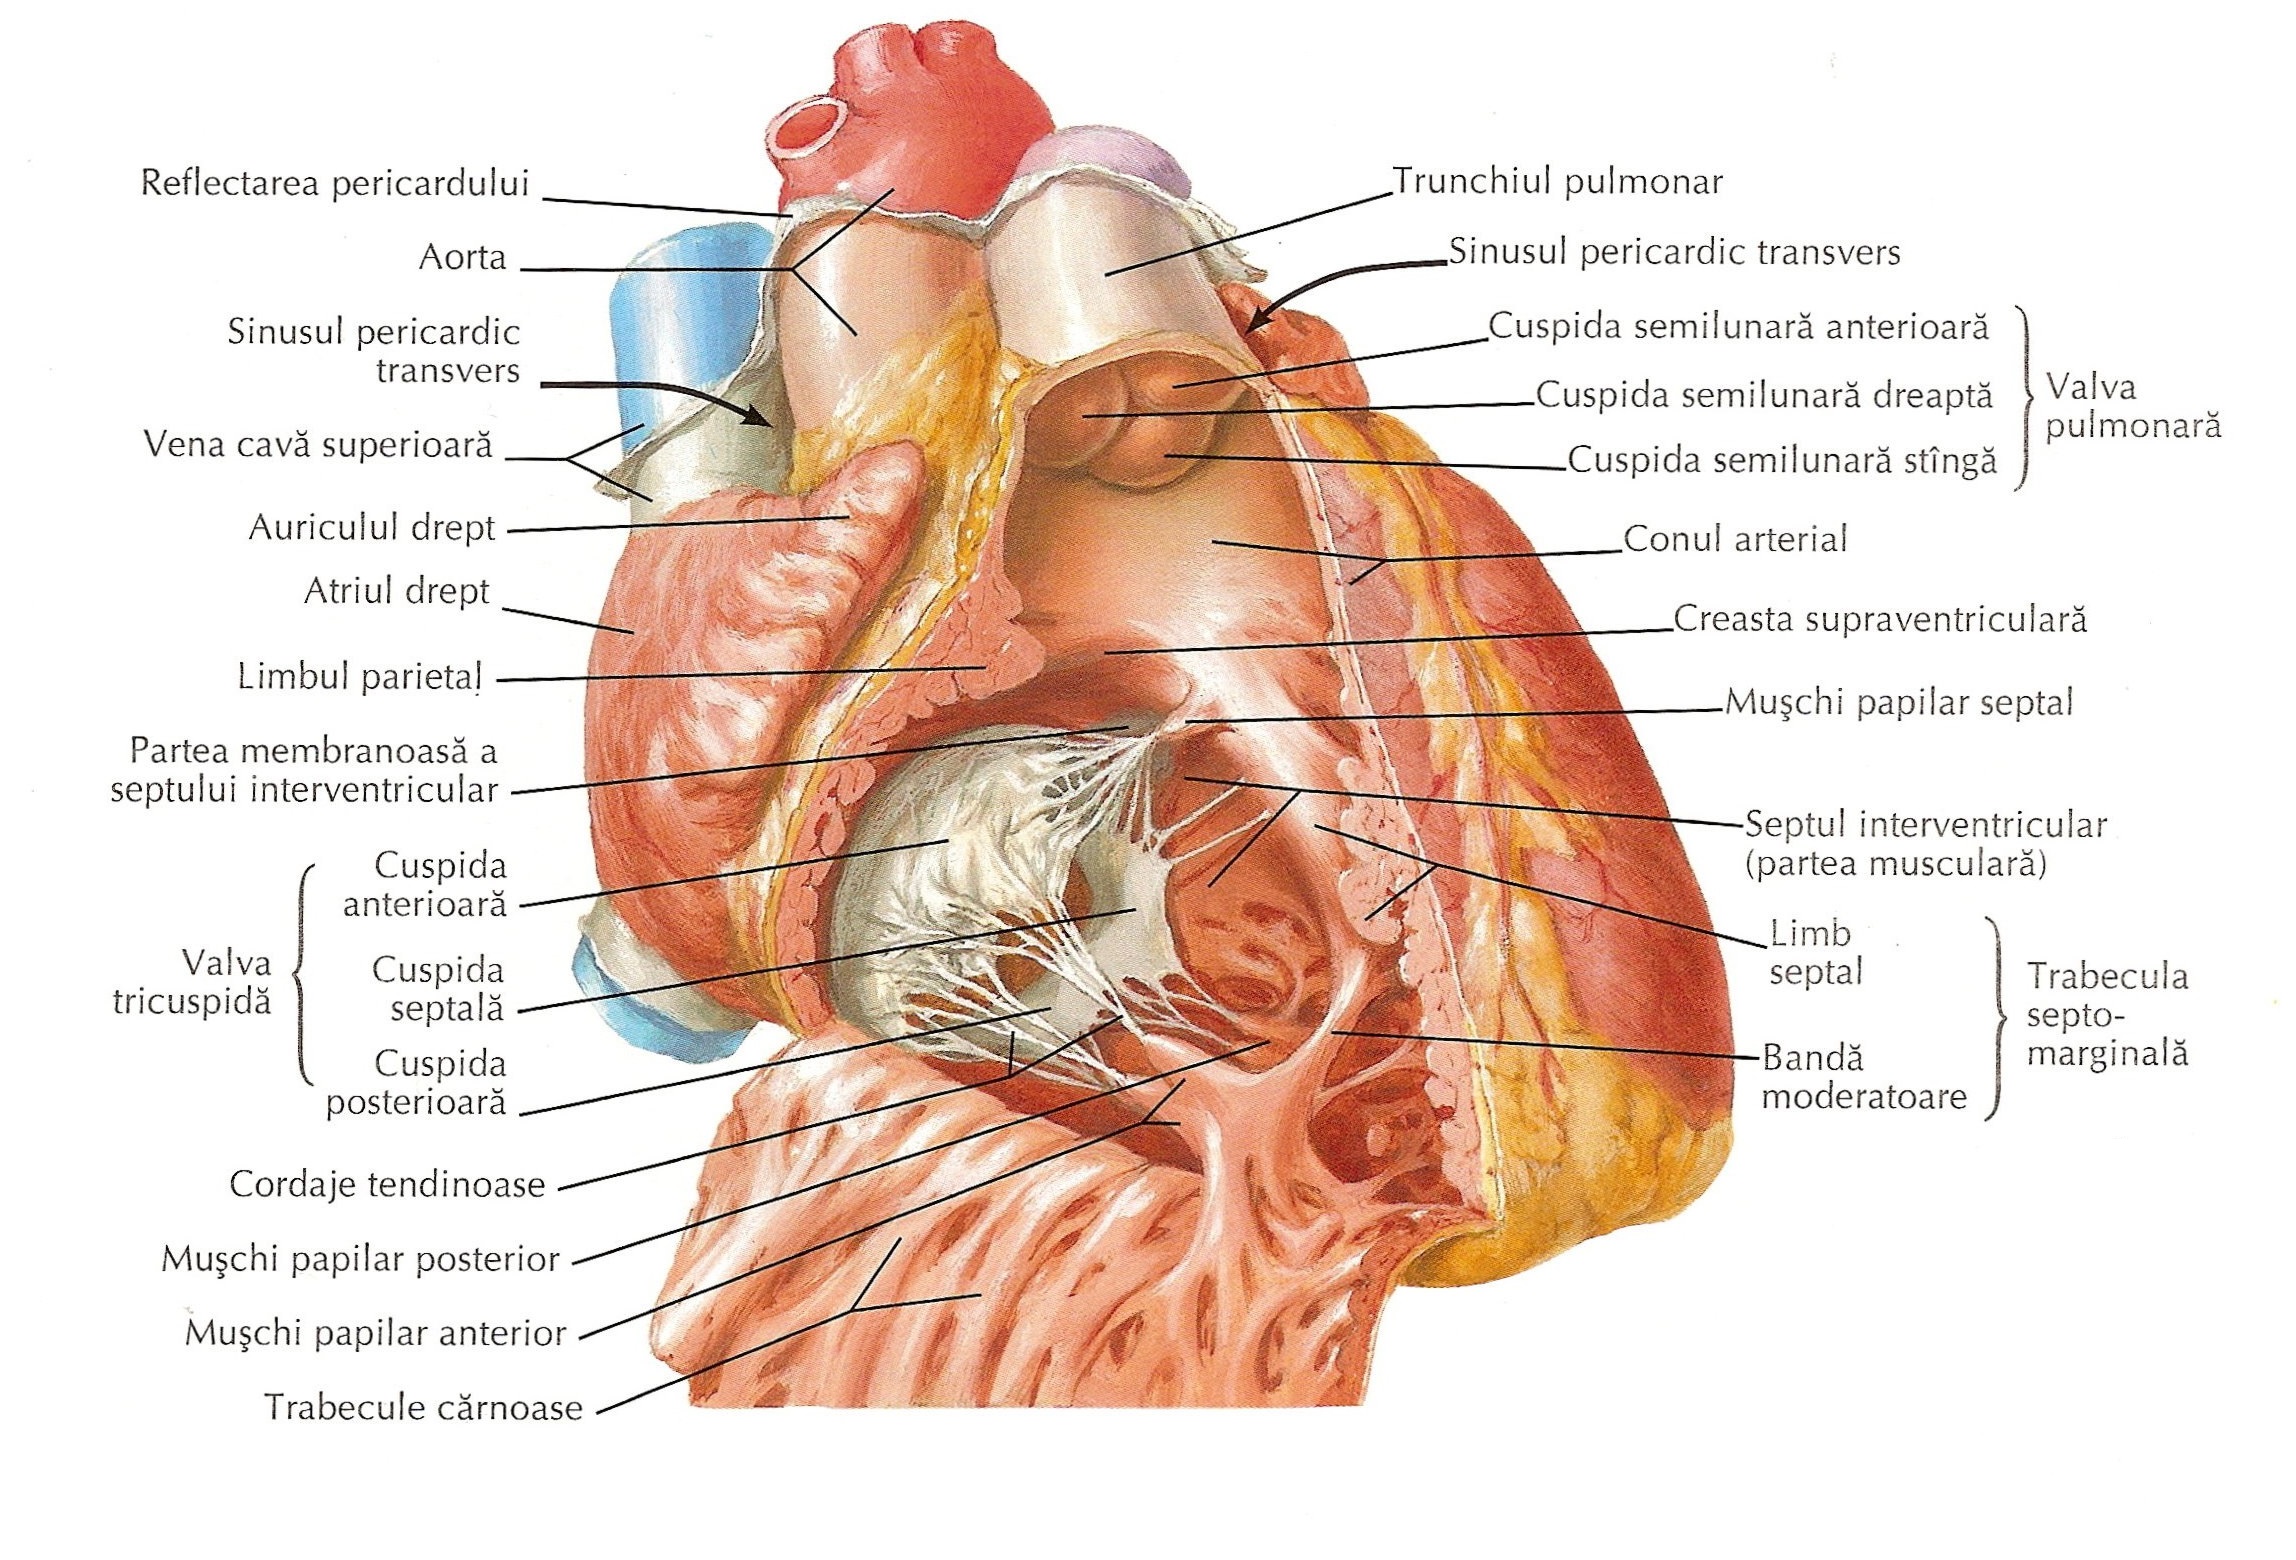 Reflectarea pericardului
Aorta
Sinusul pericardic
transvers
Vena cavă superioară
Auriculul drept
Atriul drept
Limbul parietal
Partea membranoasă a
septului interventricular
Cuspida
anterioară
Valva
tricuspidă
Cuspida
septală
Cuspida
posterioară
Cordaje tendinoase
Muşchi papilar posterior
Muşchi papilar anterior
Trabecule cărnoase
Trunchiul pulmonar
Sinusul pericardic transvers
Cuspida semilunară anterioară
Cuspida semilunară dreaptă
Cuspida semilunară stîngă
Valva
pulmonară
Conul arterial
Creasta supraventriculară
Muşchi papilar septal
Septul interventricular
(partea musculară)
Limb
septal
Bandă
moderatoare
Trabecula
septo-
marginală